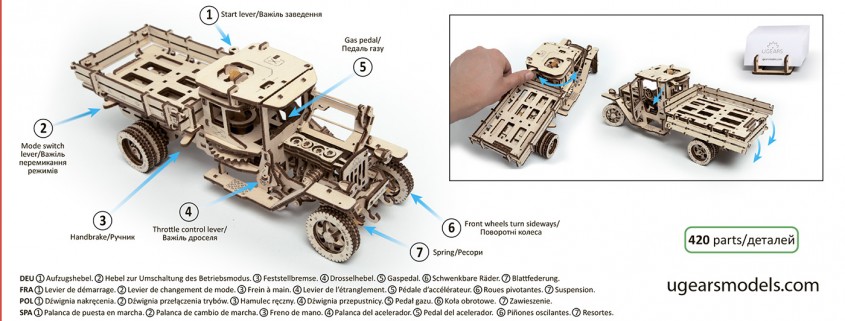 ① Start lever/Важіль заведення
Gas pedal/
Педаль газу
⑤
②
Mode switch
lever/Важіль
перемикання
режимів
③
Handbrake/Ручник
④
Throttle control lever/
Важіль дроселя
⑥ Front wheels turn sideways/
Поворотні колеса
⑦ Spring/Ресори
UGEARS
ugearsmodels.com
420 parts/деталей
DEU ① Aufzugshebel. ② Hebel zur Umschaltung des Betriebsmodus. ③ Feststellbremse. ④ Drosselhebel. ⑤ Gaspedal. ⑥ Schwenkbare Räder. ⑦ Blattfederung.
FRA ① Levier de démarrage. ② Levier de changement de mode. ③ Frein à main. ④ Levier de l'étranglement. ⑤ Pédale d'accélérateur. ⑥ Roues pivotantes. ⑦ Suspension.
POL ① Dźwignia nakręcenia. ② Dźwignia przełączenia trybów. ③ Hamulec ręczny. ④ Dźwignia przepustnicy. ⑤ Pedał gazu. ⑥ Koła obrotowe. ⑦ Zawieszenie.
SPA ① Palanca de puesta en marcha. ② Palanca de cambio de marcha. ③ Freno de mano. ④ Palanca del acelerador. ⑤ Pedal del acelerador. ⑥ Piñones oscilantes. ⑦ Resortes.
ugearsmodels.com